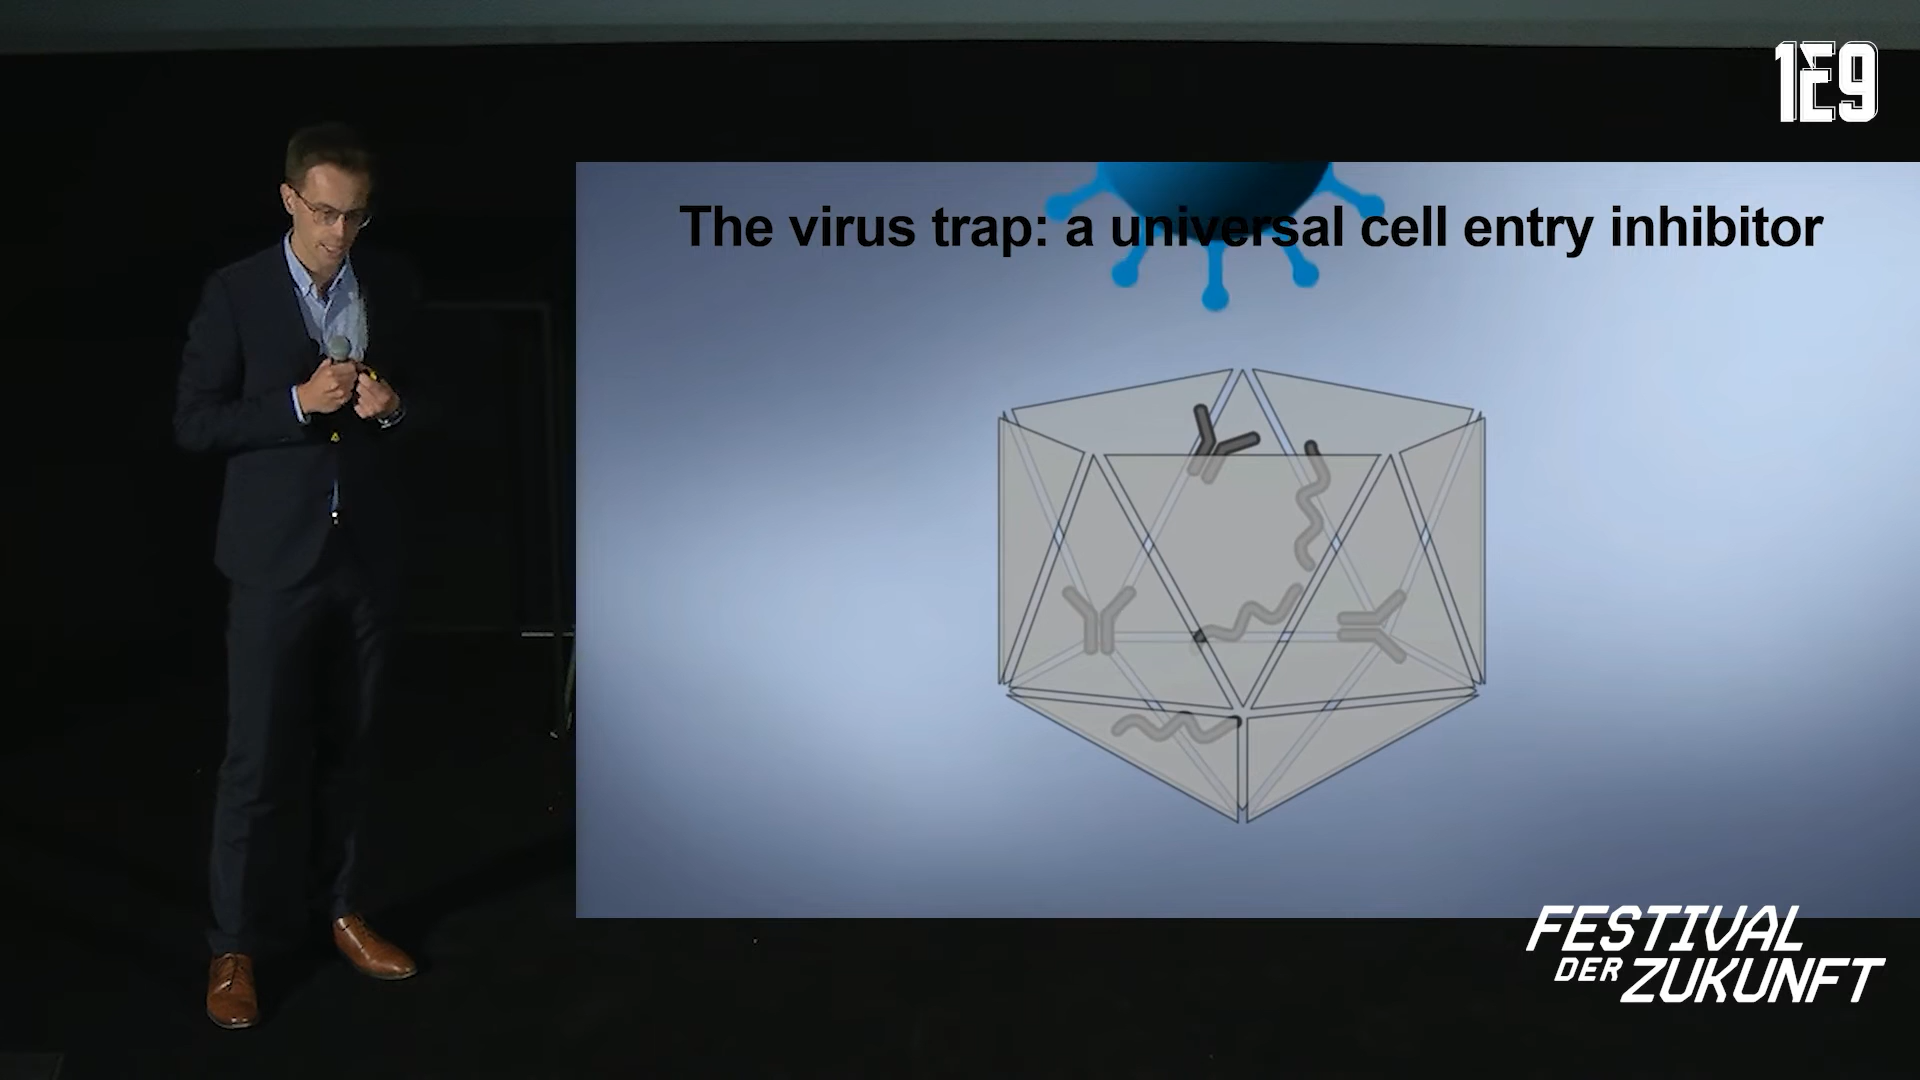 1E9
The virus trap: a universal cell entry inhibitor
FESTIVAL
DER ZUKUNFT